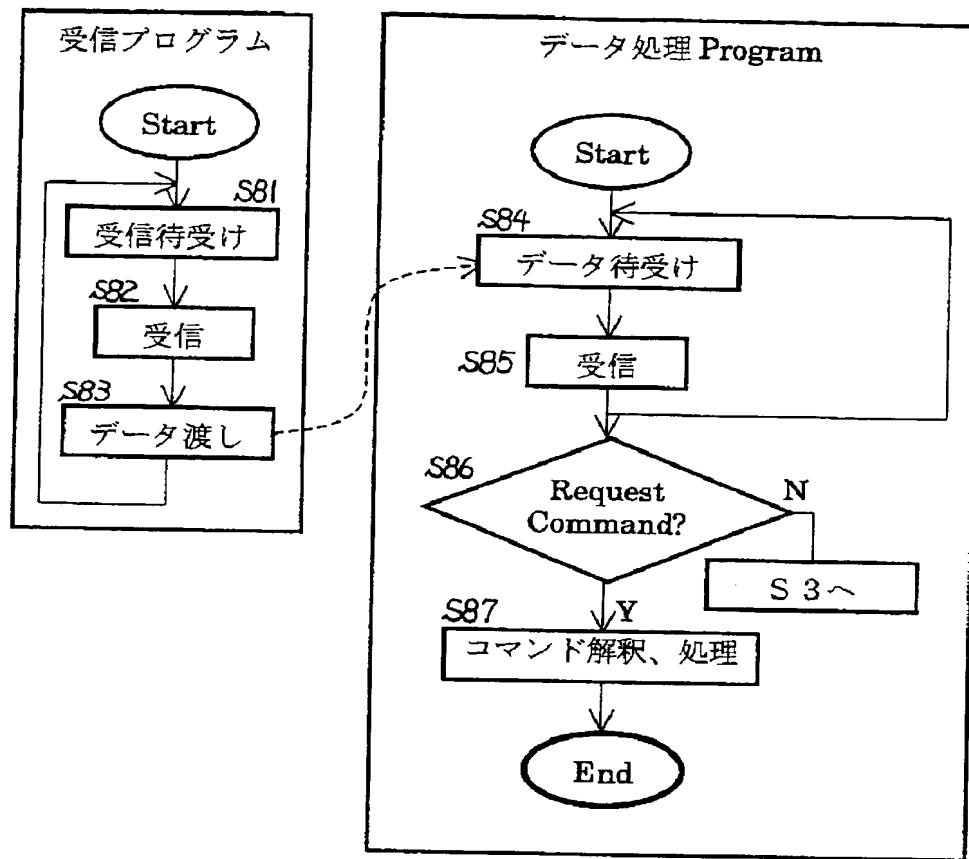 受信プログラム
Start
S81
受信待受け
S82
受信
S83
データ渡し
データ処理 Program
Start
S84
データ待受け
S85
受信
S86
Request
Command?
N
S 3へ
Y
S87
コマンド解釈、処理
End